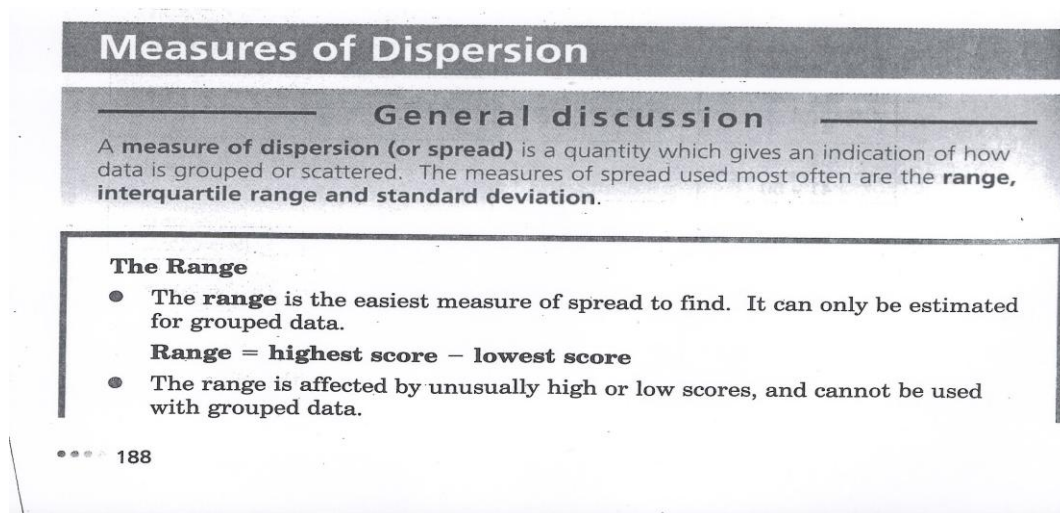 Measures of Dispersion
General discussion
A measure of dispersion (or spread) is a quantity which gives an indication of how
data is grouped or scattered. The measures of spread used most often are the range,
interquartile range and standard deviation.
The Range
● The range is the easiest measure of spread to find. It can only be estimated
for grouped data.
Range = highest score − lowest score
● The range is affected by unusually high or low scores, and cannot be used
with grouped data.
188